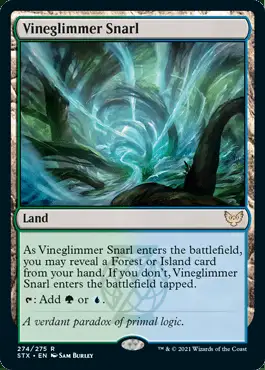 Vineglimmer Snarl
Land
As Vineglimmer Snarl enters the battlefield,
you may reveal a Forest or Island card
from your hand. If you don't, Vineglimmer
Snarl enters the battlefield tapped.
: Add or .
A verdant paradox of primal logic.
274/275 R
STX • EN SAM BURLEY
™ & © 2021 Wizards of the Coast